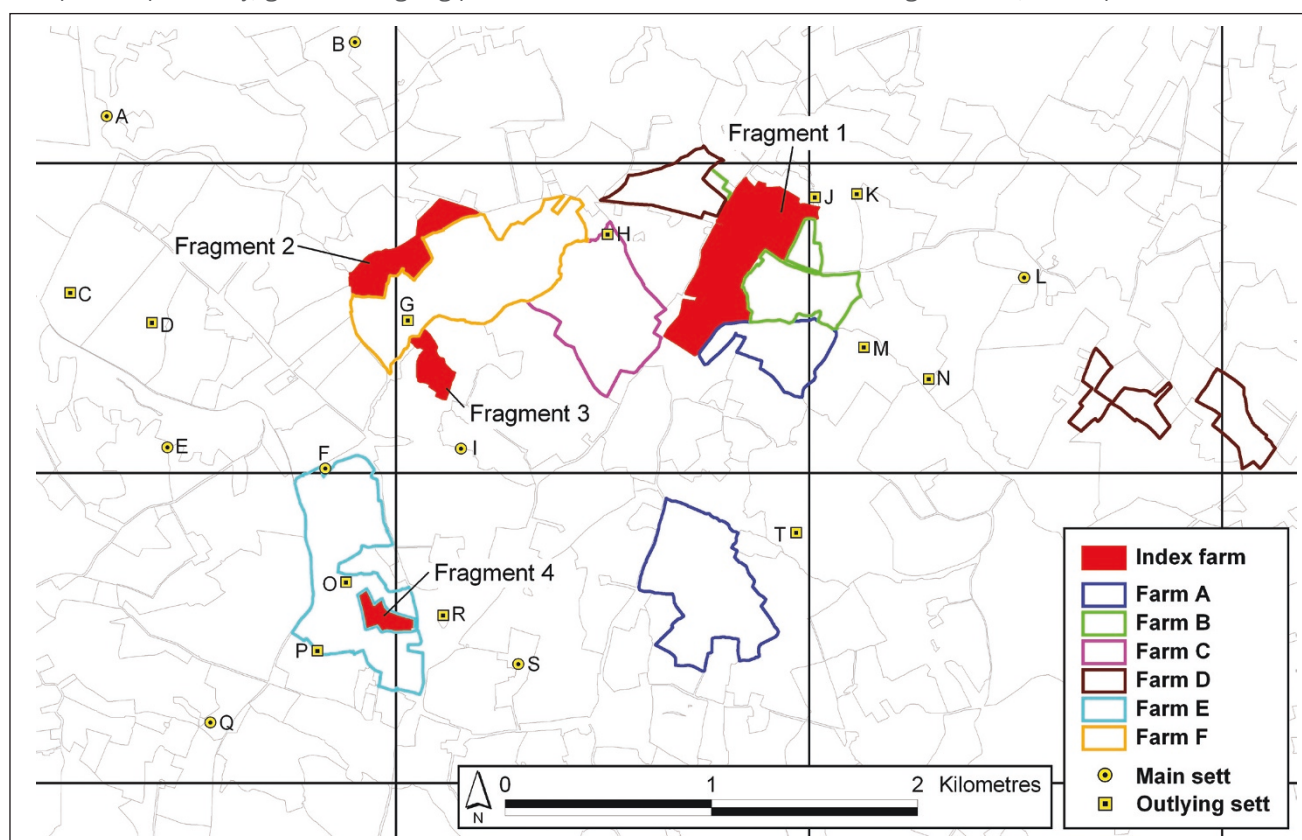 B
A
Fragment 1
J
K
H
Fragment 2
L
C
D
G
M
N
Fragment 3
E
F
I
T
Fragment 4
O
R
P
S
Q
Index farm
Farm A
Farm B
Farm C
Farm D
Farm E
Farm F
Main sett
Outlying sett
N
0 1 2 Kilometres